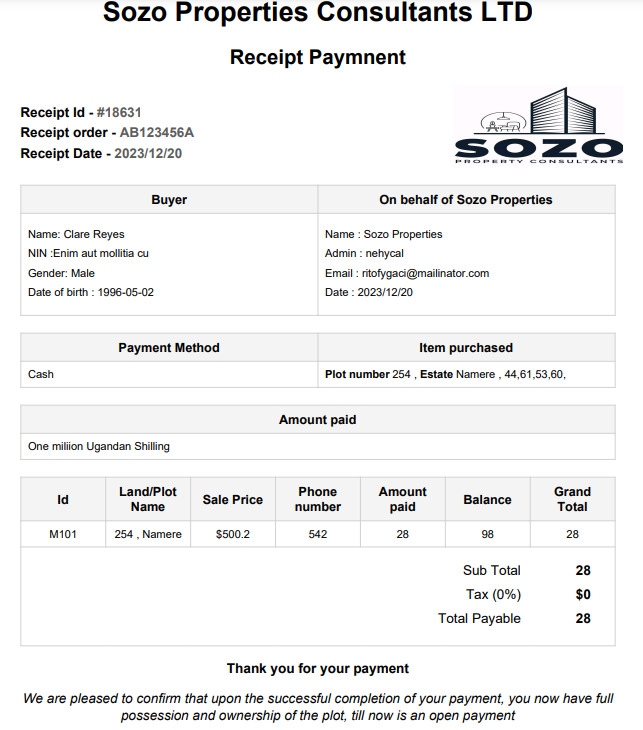 Sozo Properties Consultants LTD
Receipt Paymnent
Receipt Id - #18631
Receipt order - AB123456A
Receipt Date - 2023/12/20
SOZO
PROPERTY CONSULTANTS
Buyer
On behalf of Sozo Properties
Name: Clare Reyes
NIN :Enim aut mollitia cu
Gender: Male
Date of birth : 1996-05-02
Name : Sozo Properties
Admin : nehycal
Email : ritofygaci@mailinator.com
Date : 2023/12/20
Payment Method
Item purchased
Cash
Plot number 254 , Estate Namere , 44,61,53,60,
Amount paid
One miliion Ugandan Shilling
Id
Land/Plot
Name
Sale Price
Phone
number
Amount
paid
Balance
Grand
Total
M101
254 , Namere
$500.2
542
28
98
28
Sub Total 28
Tax (0%) $0
Total Payable 28
Thank you for your payment
We are pleased to confirm that upon the successful completion of your payment, you now have full
possession and ownership of the plot, till now is an open payment